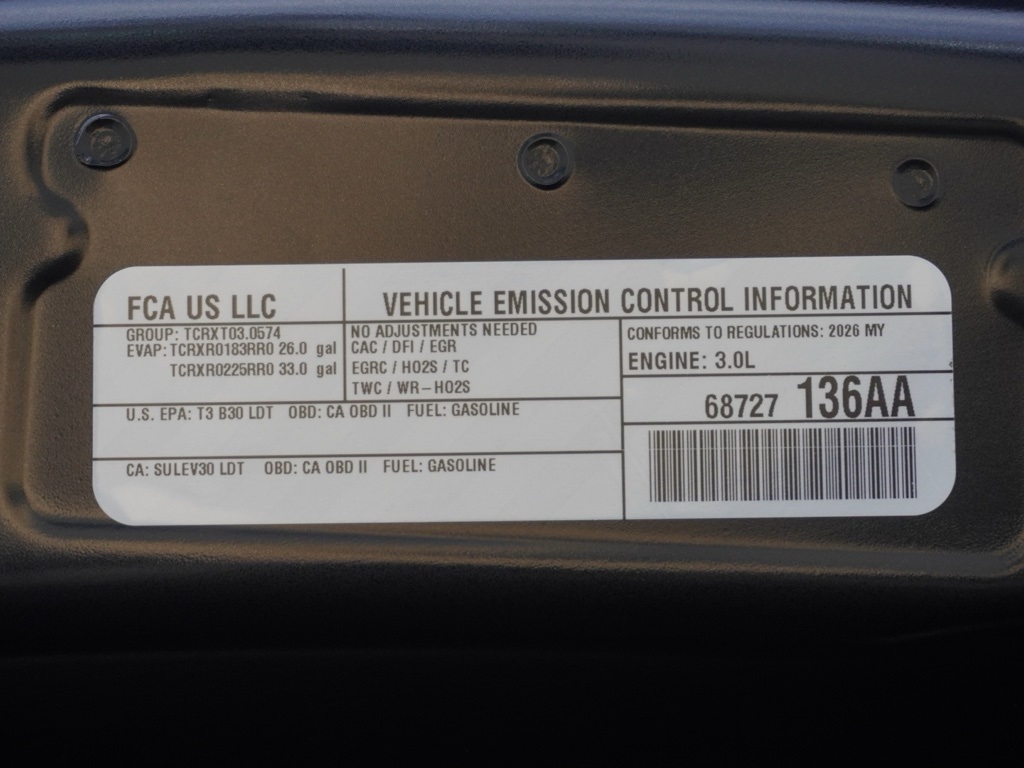 FCA US LLC
VEHICLE EMISSION CONTROL INFORMATION
GROUP: TCRXT03.0574
EVAP: TCRXR0183RR0 26.0 gal
TCRXR0225RR0 33.0 gal
NO ADJUSTMENTS NEEDED
CAC / DFI / EGR
EGRC / HO2S / TC
TWC / WR-HO2S
CONFORMS TO REGULATIONS: 2026 MY
ENGINE: 3.0L
68727 136AA
U.S. EPA: T3 B30 LDT OBD: CA OBD II FUEL: GASOLINE
CA: SULEV30 LDT OBD: CA OBD II FUEL: GASOLINE